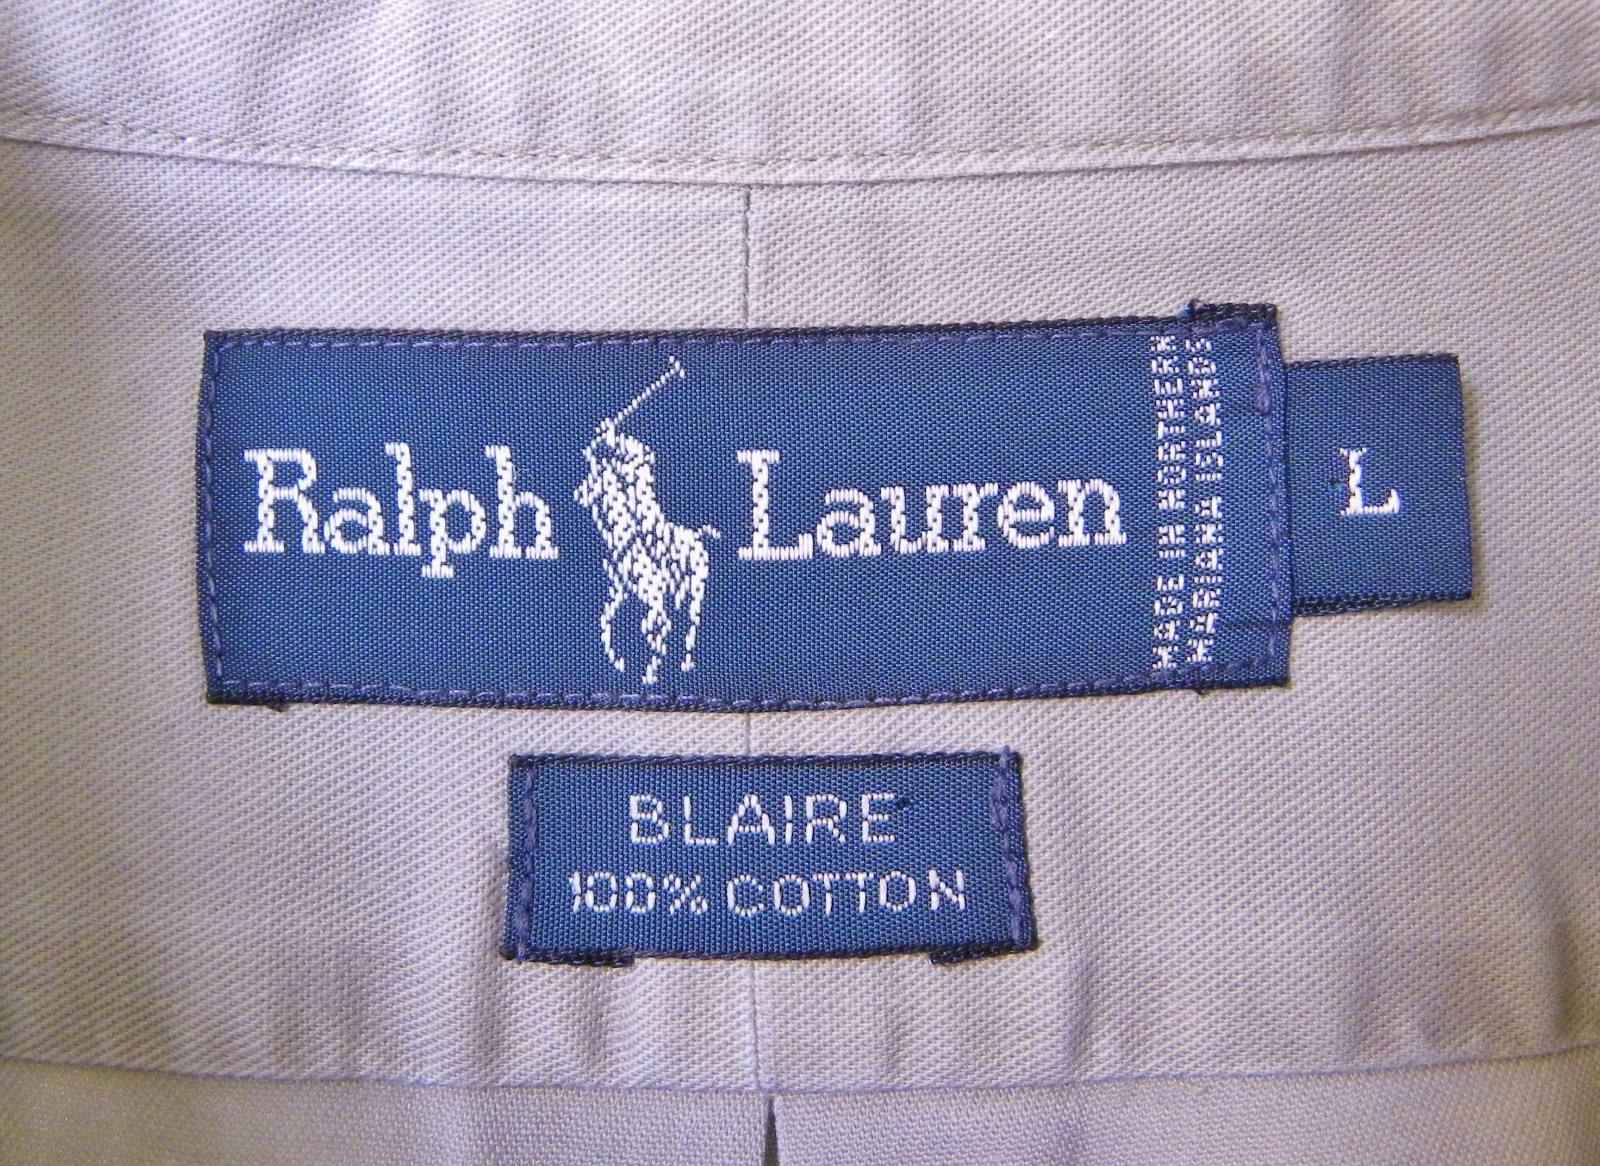 Ralph Lauren
MADE IN NORTHERN
MARIANA ISLANDS
L
BLAIRE
100% COTTON